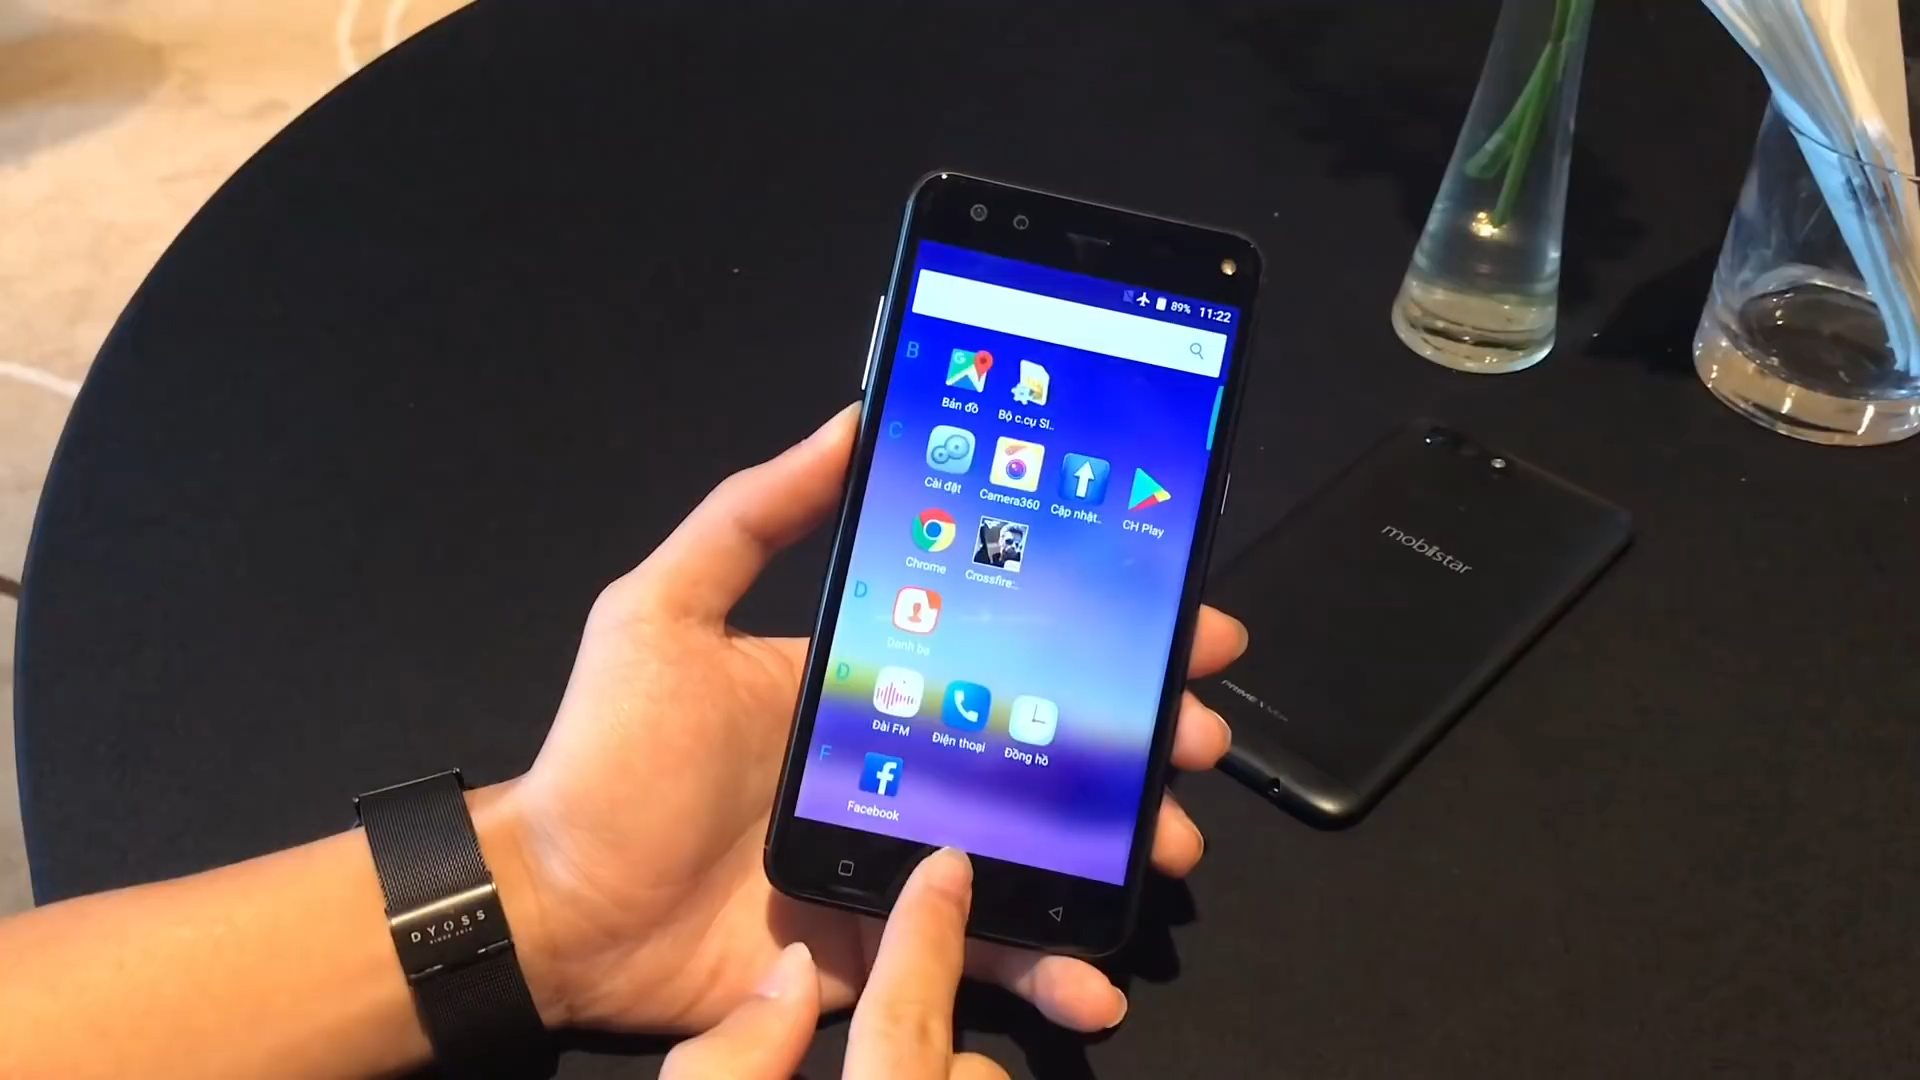 89% 11:22
B
Bản đồ
Bộ c.cụ SI..
C
Cài đặt
Camera360
Cập nhật..
CH Play
Chrome
Crossfire:..
D
Danh bạ
Đ
Đài FM
Điện thoại
Đồng hồ
F
Facebook
mobiistar
PRIME X
DYOSS